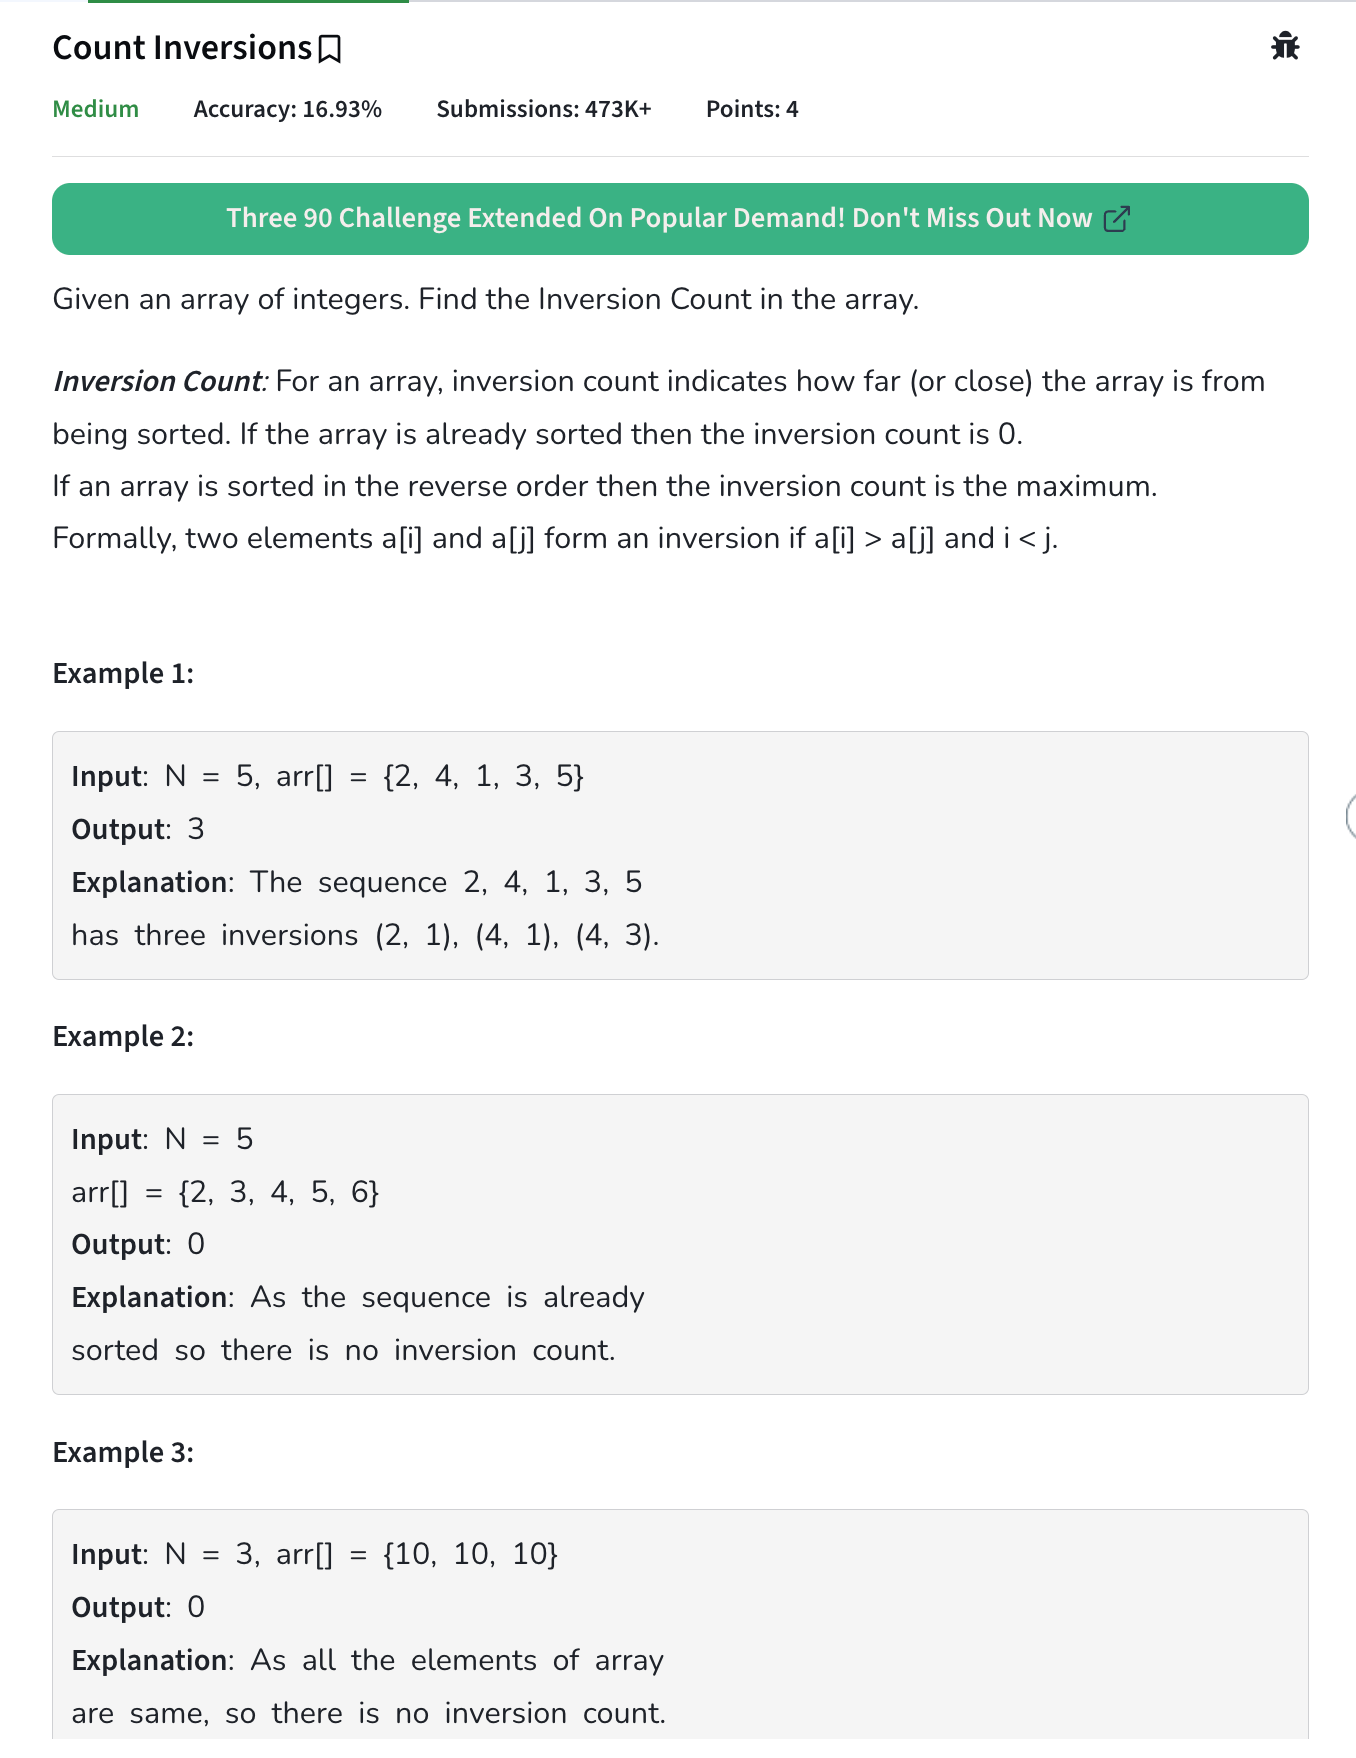 Count Inversions
Medium Accuracy: 16.93% Submissions: 473K+ Points: 4
Three 90 Challenge Extended On Popular Demand! Don't Miss Out Now
Given an array of integers. Find the Inversion Count in the array.
Inversion Count: For an array, inversion count indicates how far (or close) the array is from
being sorted. If the array is already sorted then the inversion count is 0.
If an array is sorted in the reverse order then the inversion count is the maximum.
Formally, two elements a[i] and a[j] form an inversion if a[i] > a[j] and i < j.
Example 1:
Input: N = 5, arr[] = {2, 4, 1, 3, 5}
Output: 3
Explanation: The sequence 2, 4, 1, 3, 5
has three inversions (2, 1), (4, 1), (4, 3).
Example 2:
Input: N = 5
arr[] = {2, 3, 4, 5, 6}
Output: 0
Explanation: As the sequence is already
sorted so there is no inversion count.
Example 3:
Input: N = 3, arr[] = {10, 10, 10}
Output: 0
Explanation: As all the elements of array
are same, so there is no inversion count.